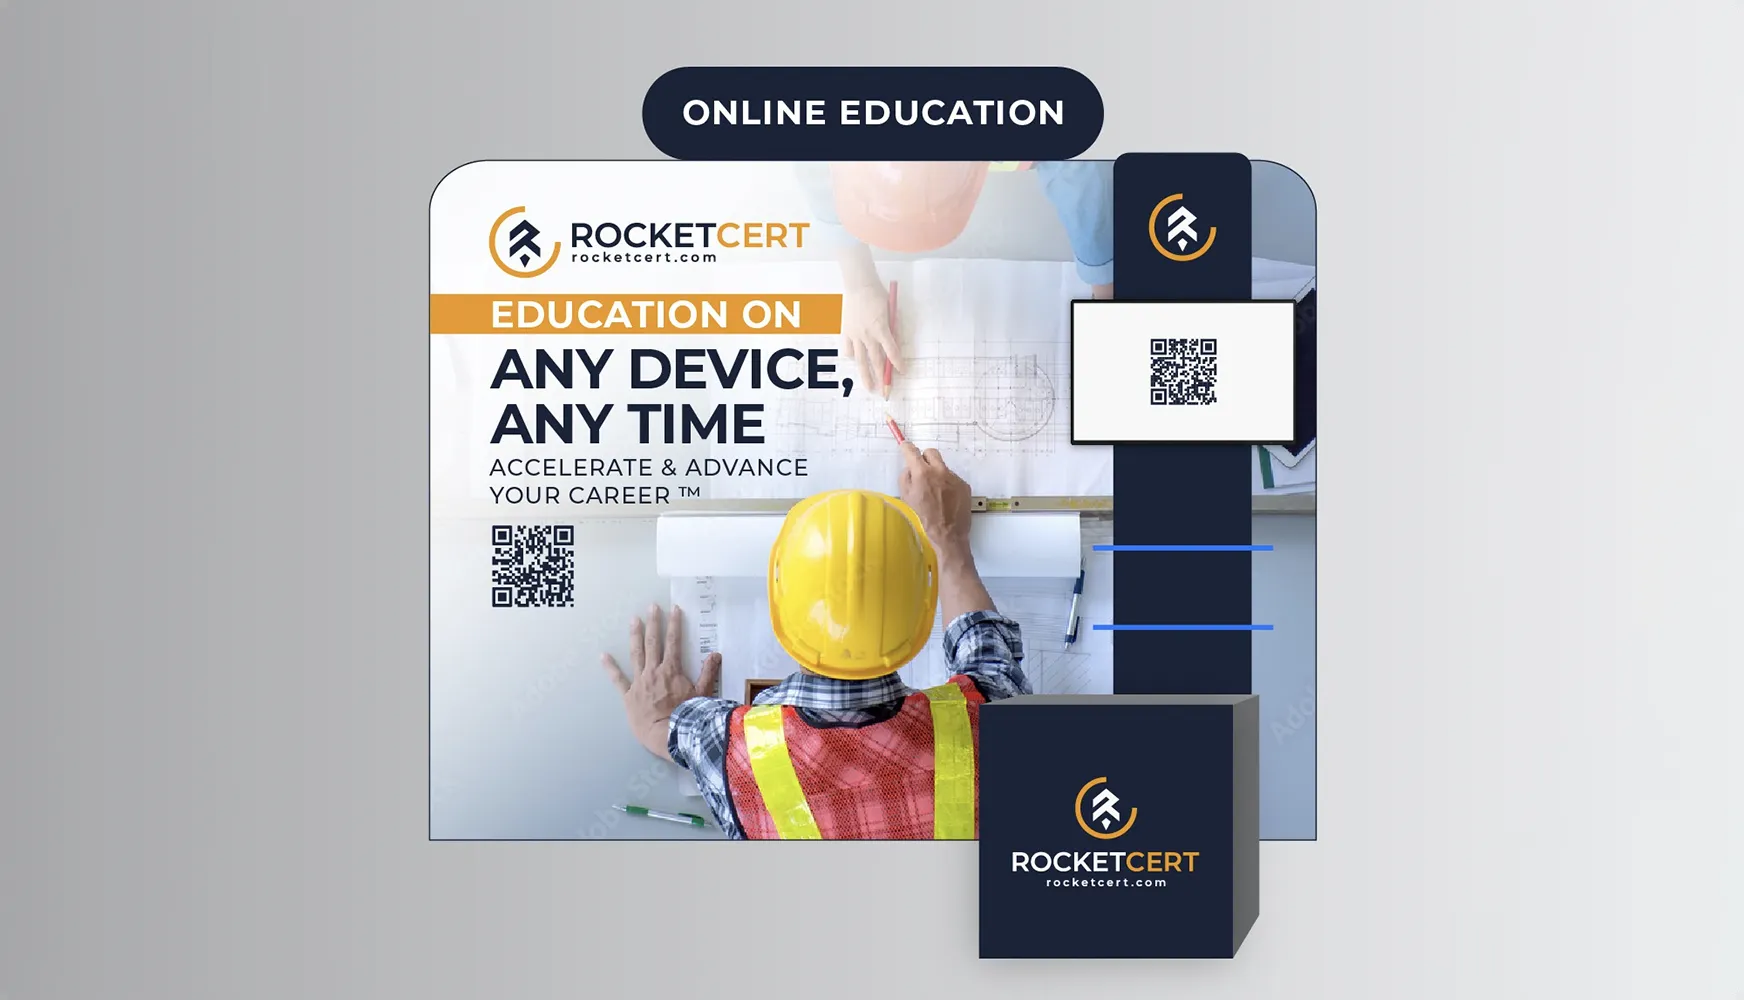 ONLINE EDUCATION
ROCKETCERT
rocketcert.com
EDUCATION ON
ANY DEVICE,
ANY TIME
ACCELERATE & ADVANCE
YOUR CAREER ™
ROCKETCERT
rocketcert.com